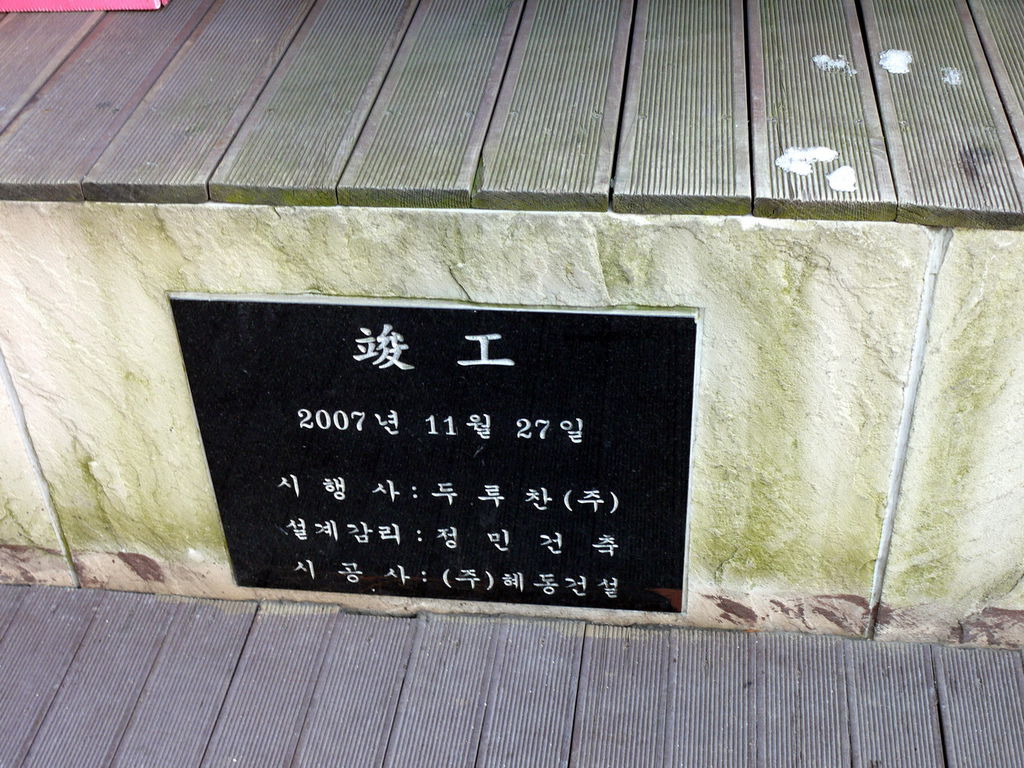 竣 工
2007년 11월 27일
시 행 사 : 두 루 찬 (주)
설계감리 : 정 민 건 축
시 공 사 : (주)혜동건설